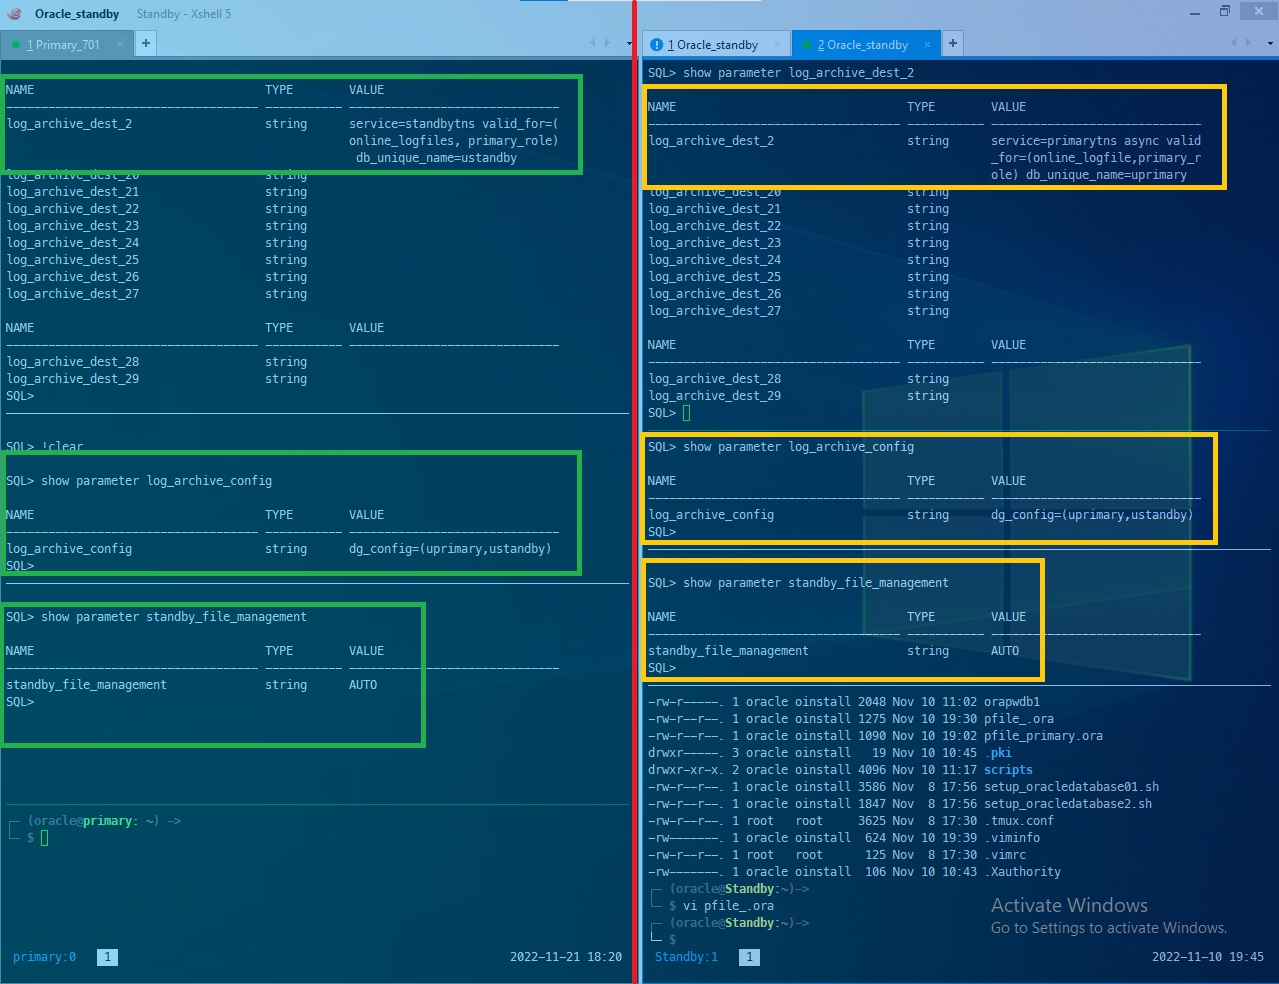 Oracle_standby Standby - Xshell 5
1 Primary_701 × +
NAME TYPE VALUE
log_archive_dest_2 string service=standbytns valid_for=(
online_logfiles, primary_role)
db_unique_name=ustandby
log_archive_dest_20 string
log_archive_dest_21 string
log_archive_dest_22 string
log_archive_dest_23 string
log_archive_dest_24 string
log_archive_dest_25 string
log_archive_dest_26 string
log_archive_dest_27 string
NAME TYPE VALUE
log_archive_dest_28 string
log_archive_dest_29 string
SQL>
SQL> !clear
SQL> show parameter log_archive_config
NAME TYPE VALUE
log_archive_config string dg_config=(uprimary,ustandby)
SQL>
SQL> show parameter standby_file_management
NAME TYPE VALUE
standby_file_management string AUTO
SQL>
(oracle@primary: ~) ->
$
primary:0 1 2022-11-21 18:20
1 Oracle_standby × 2 Oracle_standby × +
SQL> show parameter log_archive_dest_2
NAME TYPE VALUE
log_archive_dest_2 string service=primarytns async valid
_for=(online_logfile,primary_r
ole) db_unique_name=uprimary
log_archive_dest_20 string
log_archive_dest_21 string
log_archive_dest_22 string
log_archive_dest_23 string
log_archive_dest_24 string
log_archive_dest_25 string
log_archive_dest_26 string
log_archive_dest_27 string
NAME TYPE VALUE
log_archive_dest_28 string
log_archive_dest_29 string
SQL>
SQL> show parameter log_archive_config
NAME TYPE VALUE
log_archive_config string dg_config=(uprimary,ustandby)
SQL>
SQL> show parameter standby_file_management
NAME TYPE VALUE
standby_file_management string AUTO
SQL>
-rw-r-----. 1 oracle oinstall 2048 Nov 10 11:02 orapwdb1
-rw-r--r--. 1 oracle oinstall 1275 Nov 10 19:30 pfile_.ora
-rw-r--r--. 1 oracle oinstall 1090 Nov 10 19:02 pfile_primary.ora
drwxr-----. 3 oracle oinstall 19 Nov 10 10:45 .pki
drwxr-xr-x. 2 oracle oinstall 4096 Nov 10 11:17 scripts
-rw-r--r--. 1 oracle oinstall 3586 Nov 8 17:56 setup_oracledatabase01.sh
-rw-r--r--. 1 oracle oinstall 1847 Nov 8 17:56 setup_oracledatabase2.sh
-rw-r--r--. 1 root root 3625 Nov 8 17:30 .tmux.conf
-rw-------. 1 oracle oinstall 624 Nov 10 19:39 .viminfo
-rw-r--r--. 1 root root 125 Nov 8 17:30 .vimrc
-rw-------. 1 oracle oinstall 106 Nov 10 10:43 .Xauthority
(oracle@Standby:~)->
$ vi pfile_.ora
(oracle@Standby:~)->
$
Activate Windows
Go to Settings to activate Windows.
Standby:1 1 2022-11-10 19:45